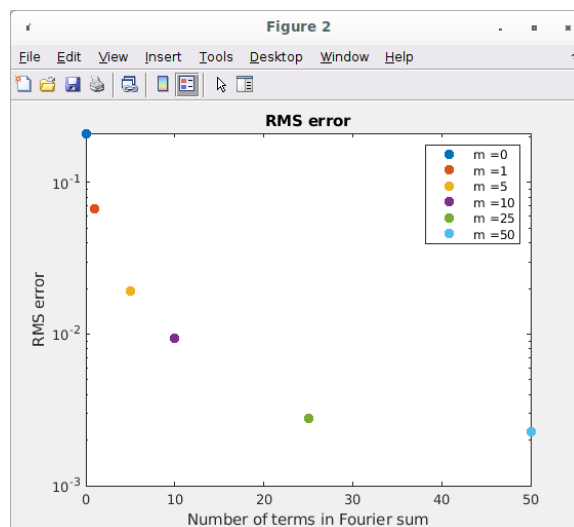 Figure 2
File Edit View Insert Tools Desktop Window Help
RMS error
m =0
m =1
m =5
m =10
m =25
m =50
10-1
10-2
10-3
RMS error
0 10 20 30 40 50
Number of terms in Fourier sum